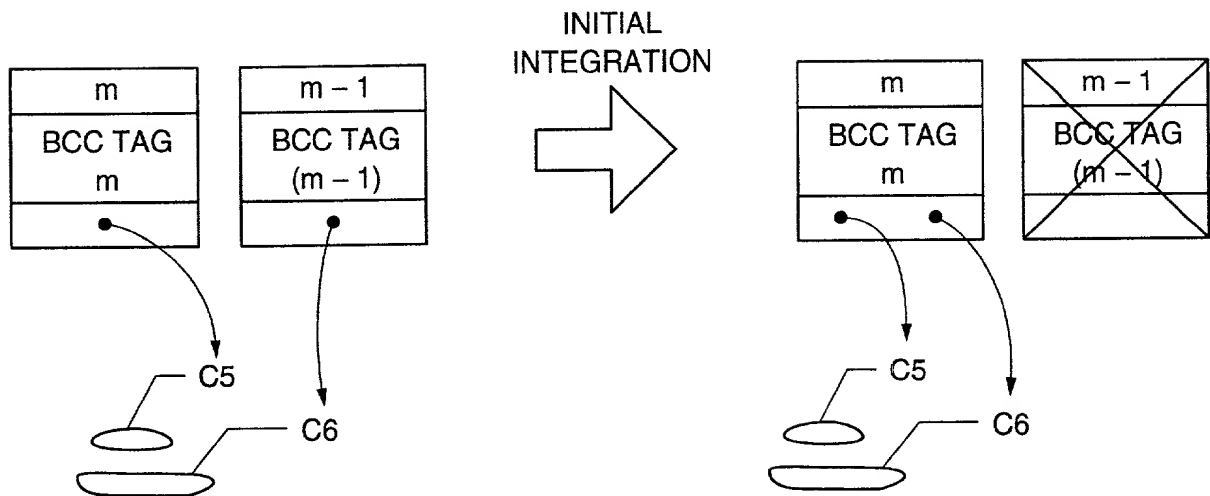 INITIAL
INTEGRATION
m
BCC TAG
m
m – 1
BCC TAG
(m – 1)
C5
C6
m
BCC TAG
m
m – 1
BCC TAG
(m – 1)
C5
C6